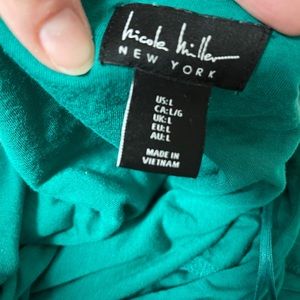 nicole miller
NEW YORK
US:L
CA:L/G
UK:L
EU:L
AU:L
MADE IN
VIETNAM